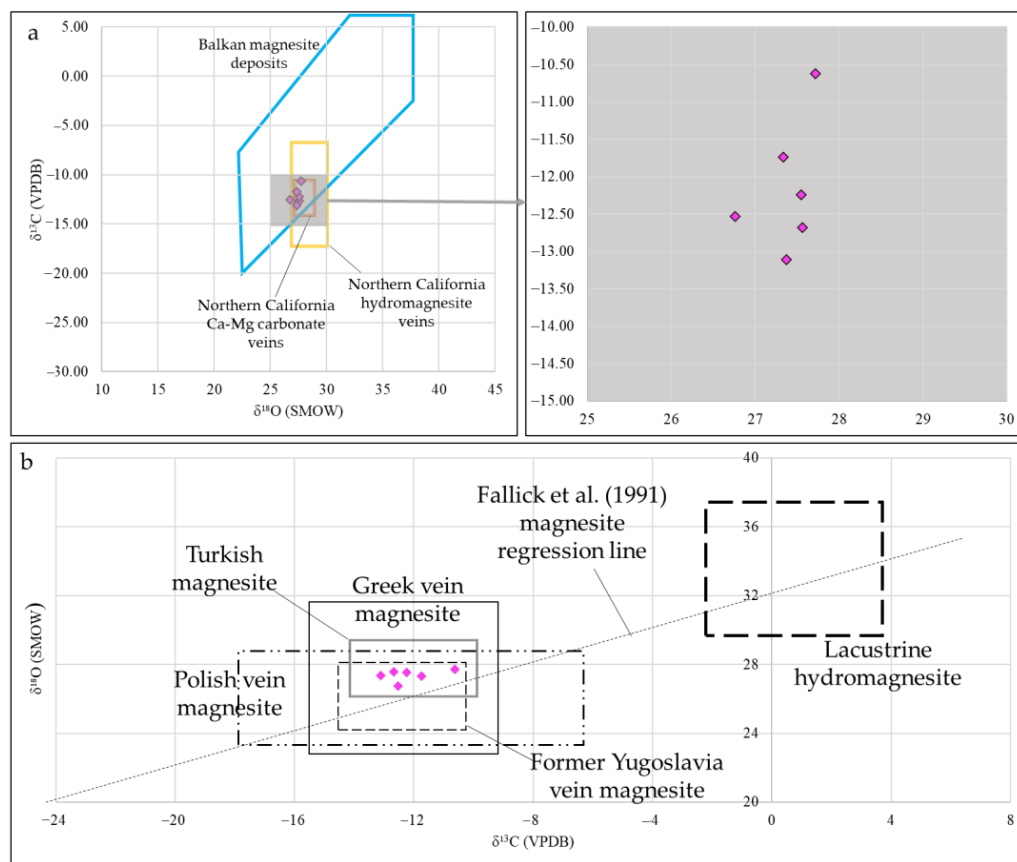 a
5.00
0.00
−5.00
−10.00
−15.00
−20.00
−25.00
−30.00
δ¹³C (VPDB)
Balkan magnesite
deposits
Northern California
Ca-Mg carbonate
veins
Northern California
hydromagnesite
veins
10 15 20 25 30 35 40 45
δ¹⁸O (SMOW)
−10.00
−10.50
−11.00
−11.50
−12.00
−12.50
−13.00
−13.50
−14.00
−14.50
−15.00
25 26 27 28 29 30
b
40
36
32
28
24
20
δ¹⁸O (SMOW)
Turkish
magnesite
Greek vein
magnesite
Fallick et al. (1991)
magnesite
regression line
Polish vein
magnesite
Lacustrine
hydromagnesite
Former Yugoslavia
vein magnesite
−24 −20 −16 −12 −8 −4 0 4 8
δ¹³C (VPDB)